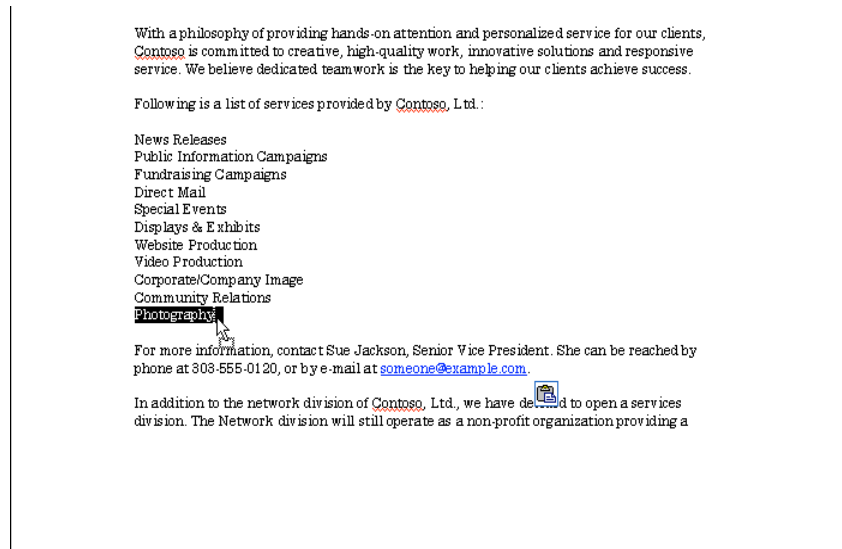 With a philosophy of providing hands-on attention and personalized service for our clients,
Contoso is committed to creative, high-quality work, innovative solutions and responsive
service. We believe dedicated teamwork is the key to helping our clients achieve success.
Following is a list of services provided by Contoso, Ltd.:
News Releases
Public Information Campaigns
Fundraising Campaigns
Direct Mail
Special Events
Displays & Exhibits
Website Production
Video Production
Corporate/Company Image
Community Relations
Photography
For more information, contact Sue Jackson, Senior Vice President. She can be reached by
phone at 303-555-0120, or by e-mail at someone@example.com.
In addition to the network division of Contoso, Ltd., we have to open a services
division. The Network division will still operate as a non-profit organization providing a